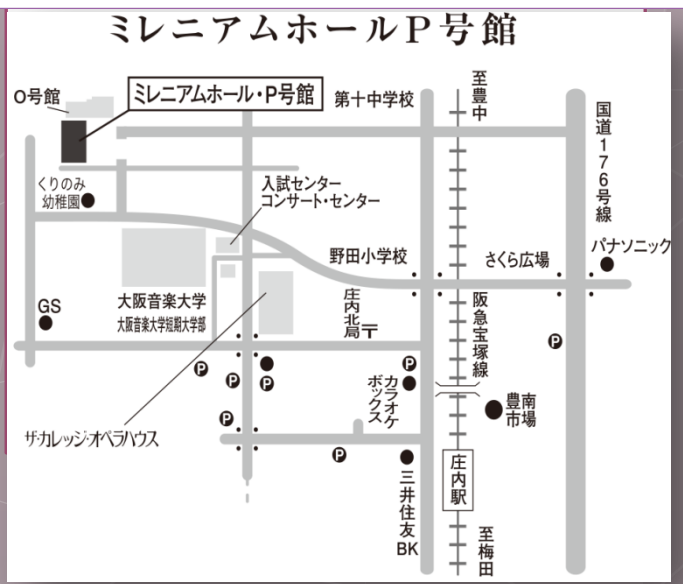 ミレニアムホールP号館
O号館
ミレニアムホール・P号館
第十中学校
至豊中
国道176号線
くりのみ
幼稚園
入試センター
コンサート・センター
野田小学校
さくら広場
パナソニック
大阪音楽大学
大阪音楽大学短期大学部
GS
庄内北局〒
阪急宝塚線
P
P
P
P
P
P
P
カラオケ
ボックス
豊南
市場
ザ・カレッジ・オペラハウス
三井住友BK
庄内駅
至梅田